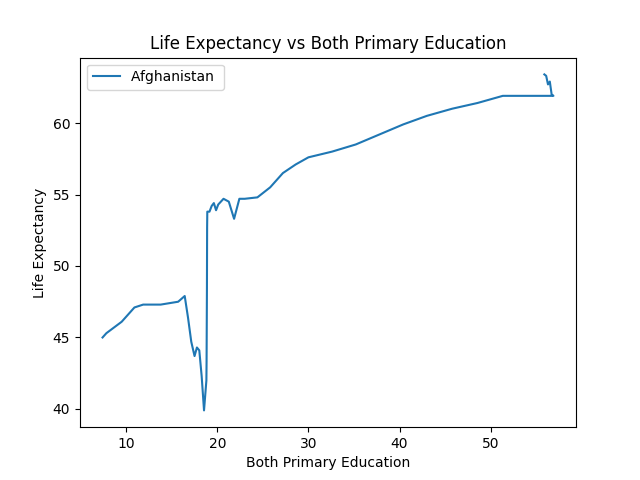 Life Expectancy vs Both Primary Education
Afghanistan
60
55
50
45
40
Life Expectancy
10 20 30 40 50
Both Primary Education